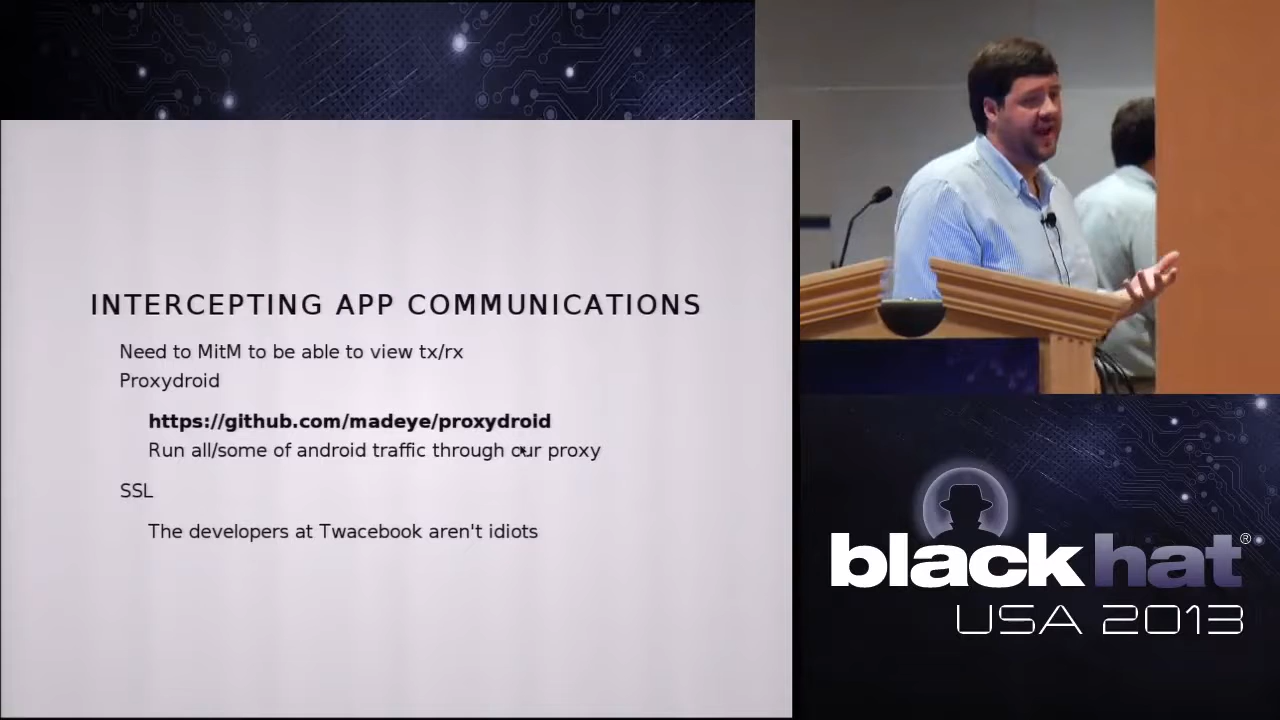 INTERCEPTING APP COMMUNICATIONS
Need to MitM to be able to view tx/rx
Proxydroid
https://github.com/madeye/proxydroid
Run all/some of android traffic through our proxy
SSL
The developers at Twacebook aren't idiots
black hat®
USA 2013